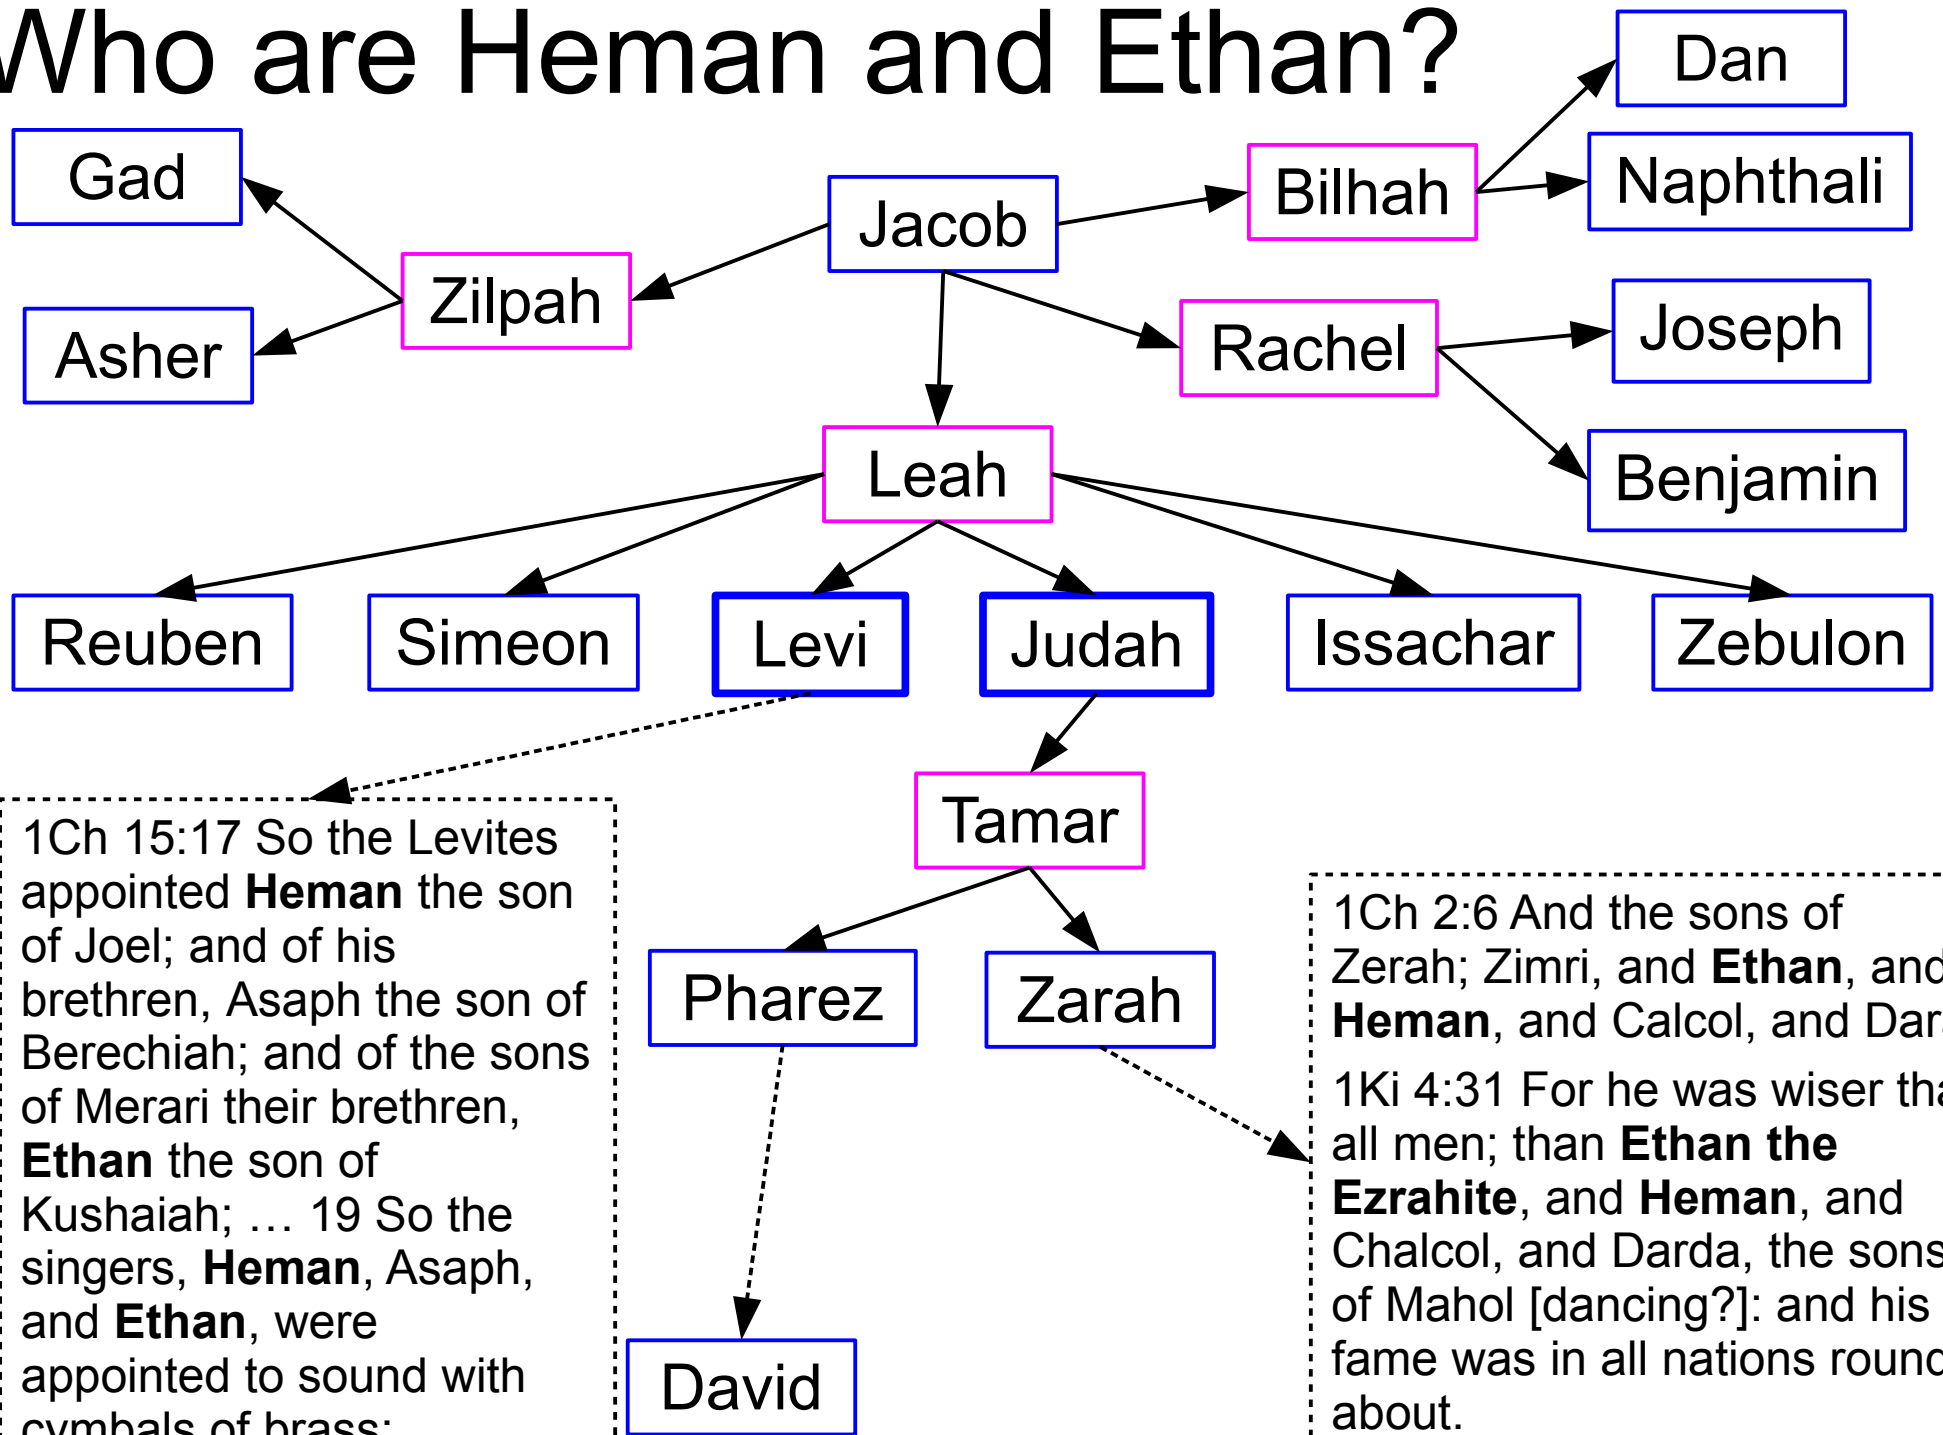 Who are Heman and Ethan?
Dan
Gad
Naphthali
Bilhah
Jacob
Zilpah
Joseph
Asher
Rachel
Leah
Benjamin
Reuben
Simeon
Levi
Judah
Issachar
Zebulon
Tamar
Pharez
Zarah
David
1Ch 15:17 So the Levites
appointed Heman the son
of Joel; and of his
brethren, Asaph the son of
Berechiah; and of the sons
of Merari their brethren,
Ethan the son of
Kushaiah; … 19 So the
singers, Heman, Asaph,
and Ethan, were
appointed to sound with
cymbals of brass;
1Ch 2:6 And the sons of
Zerah; Zimri, and Ethan, and
Heman, and Calcol, and
1Ki 4:31 For he was wiser
all men; than Ethan the
Ezrahite, and Heman, and
Chalcol, and Darda, the sons
of Mahol [dancing?]: and his
fame was in all nations round
about.